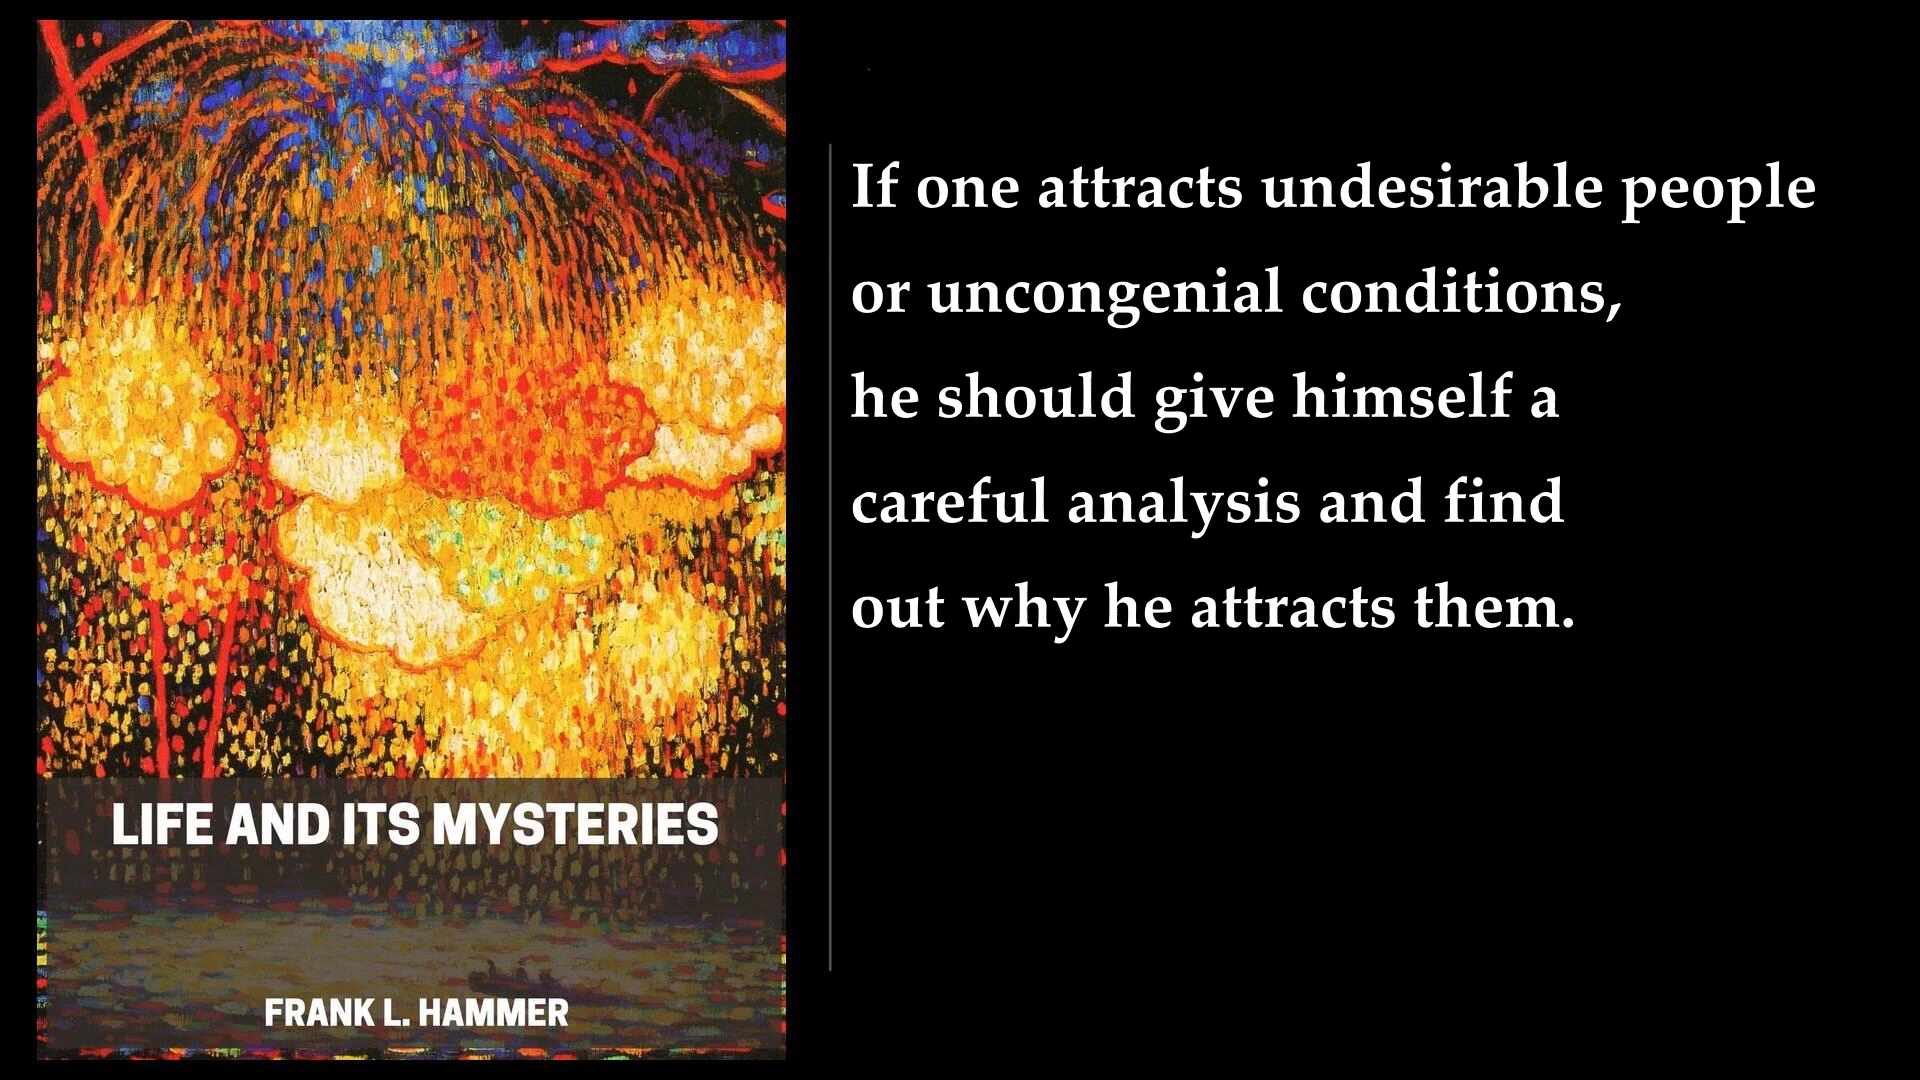 LIFE AND ITS MYSTERIES
FRANK L. HAMMER
If one attracts undesirable people
or uncongenial conditions,
he should give himself a
careful analysis and find
out why he attracts them.